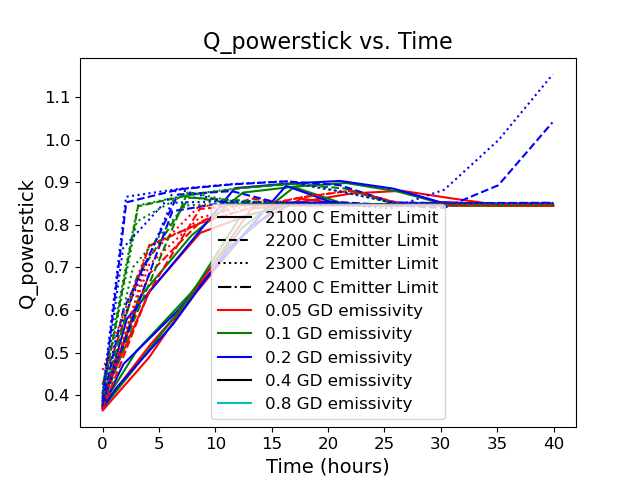 Q_powerstick vs. Time
1.1
1.0
0.9
0.8
0.7
0.6
0.5
0.4
Q_powerstick
2100 C Emitter Limit
2200 C Emitter Limit
2300 C Emitter Limit
2400 C Emitter Limit
0.05 GD emissivity
0.1 GD emissivity
0.2 GD emissivity
0.4 GD emissivity
0.8 GD emissivity
0 5 10 15 20 25 30 35 40
Time (hours)